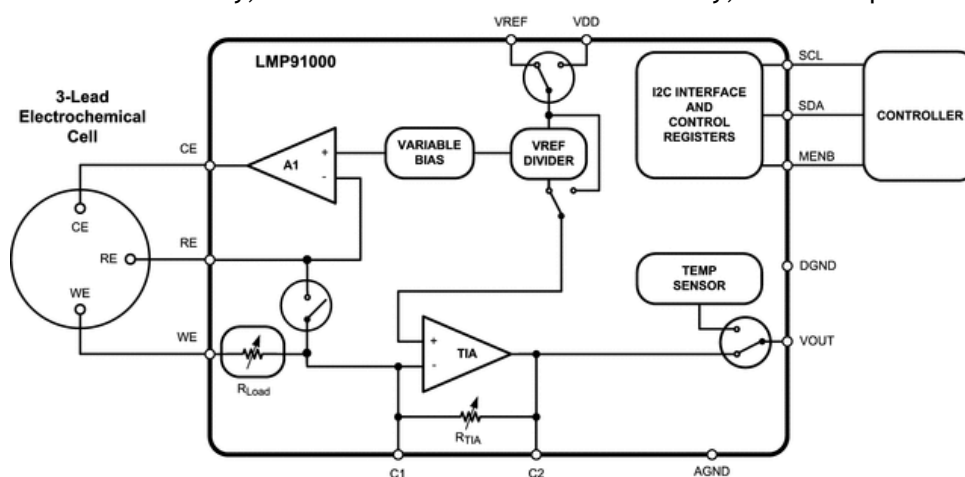 VREF VDD
LMP91000
3-Lead
Electrochemical
Cell
SCL
I2C INTERFACE
AND
CONTROL
REGISTERS
SDA
CONTROLLER
MENB
CE
A1
+
-
VARIABLE
BIAS
VREF
DIVIDER
CE
RE
RE
WE
WE
RLoad
TEMP
SENSOR
DGND
+
-
TIA
VOUT
RTIA
C1 C2 AGND